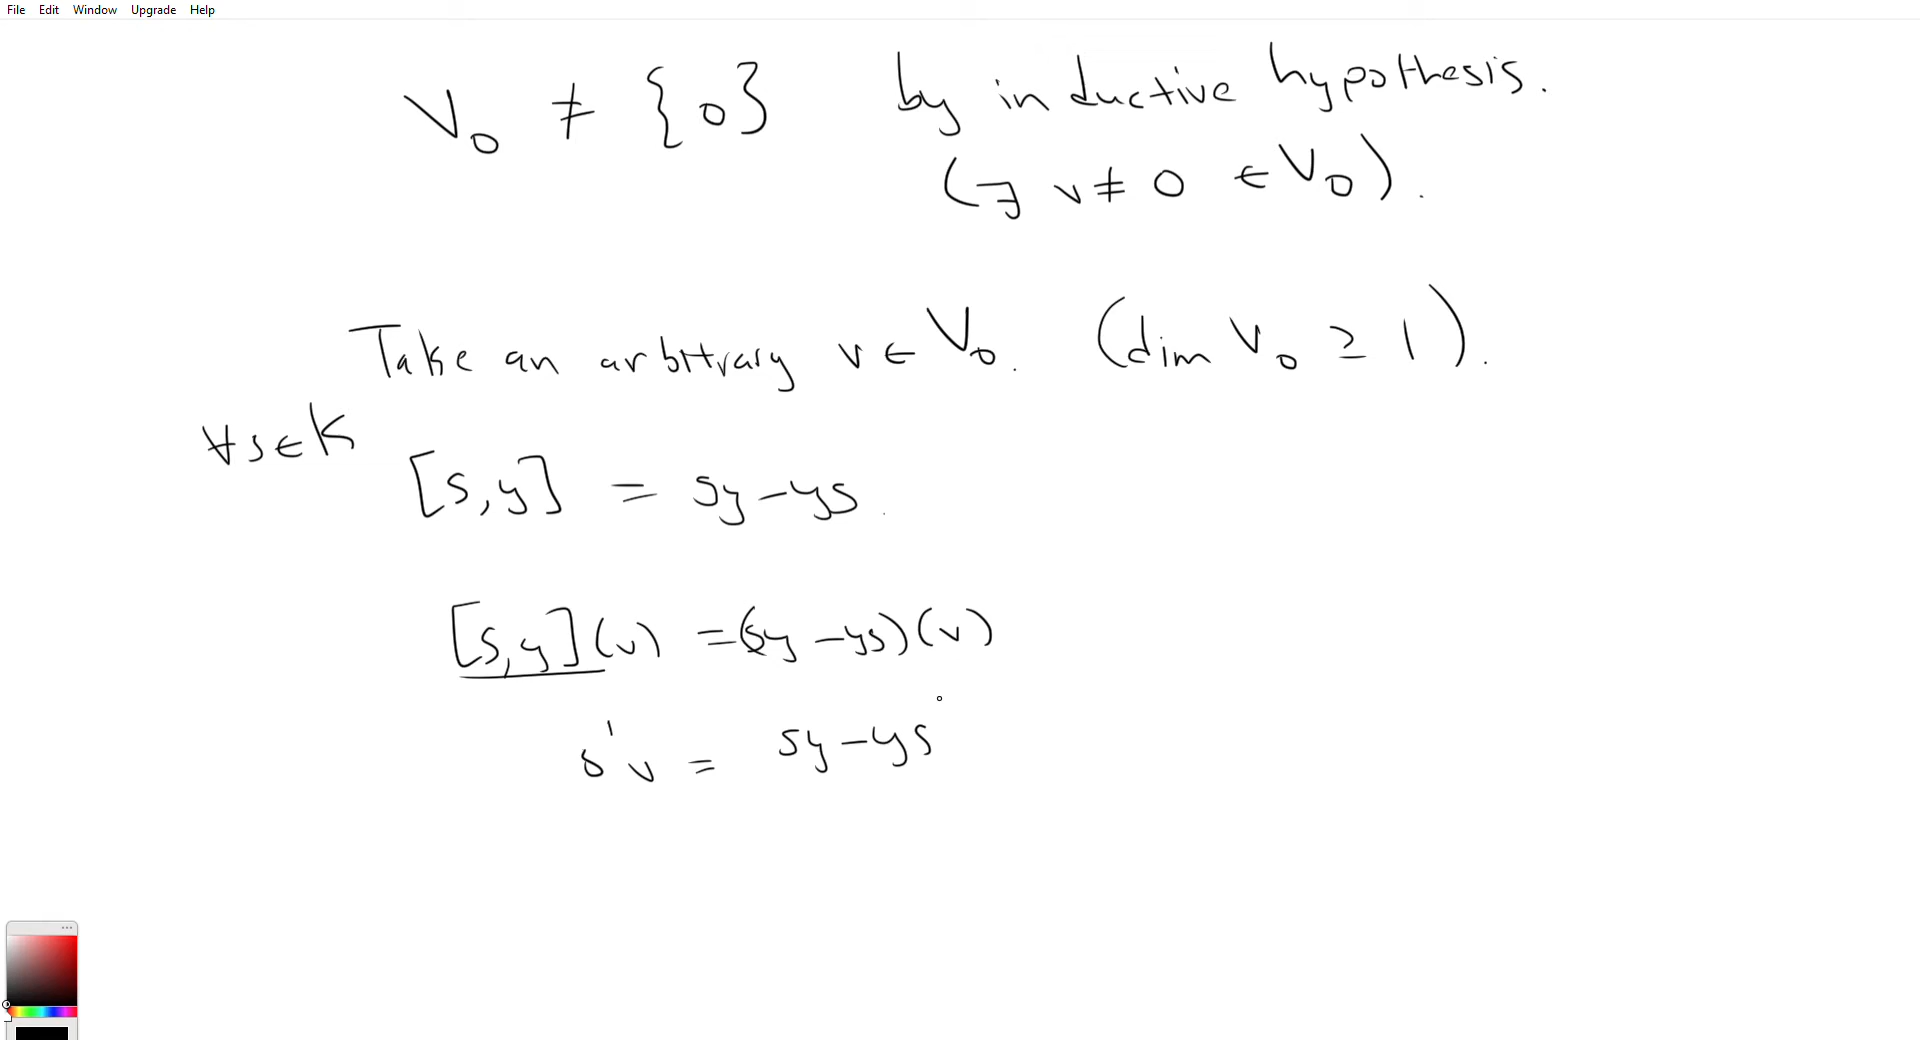 File Edit Window Upgrade Help
V₀ ≠ {0} by inductive hypothesis.
(∃ v ≠ 0 ∈ V₀).
Take an arbitrary v ∈ V₀. (dim V₀ ≥ 1).
∀s∈K
[s,y] = sy-ys.
[s,y](v) = (sy-ys)(v)
s'v = sy-ys